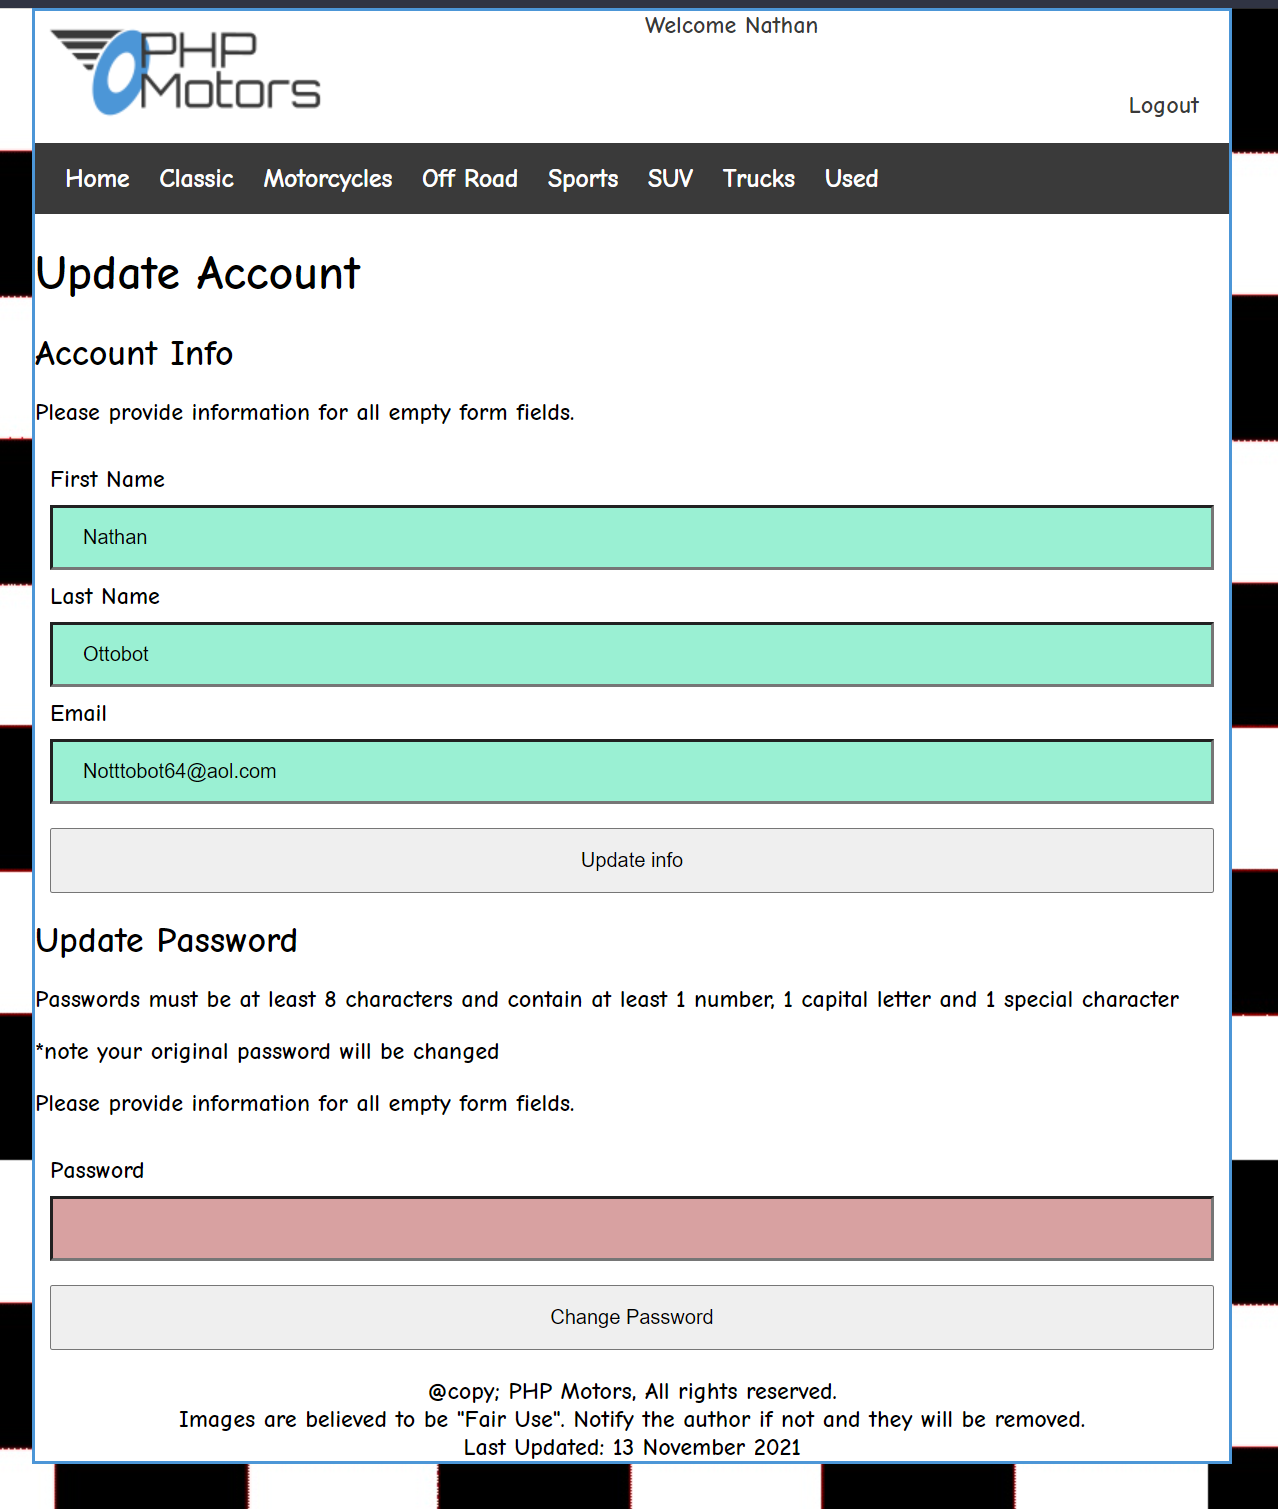 PHP
Motors
Welcome Nathan
Logout
Home Classic Motorcycles Off Road Sports SUV Trucks Used
Update Account
Account Info
Please provide information for all empty form fields.
First Name
Nathan
Last Name
Ottobot
Email
Notttobot64@aol.com
Update info
Update Password
Passwords must be at least 8 characters and contain at least 1 number, 1 capital letter and 1 special character
*note your original password will be changed
Please provide information for all empty form fields.
Password
Change Password
@copy; PHP Motors, All rights reserved.
Images are believed to be "Fair Use". Notify the author if not and they will be removed.
Last Updated: 13 November 2021